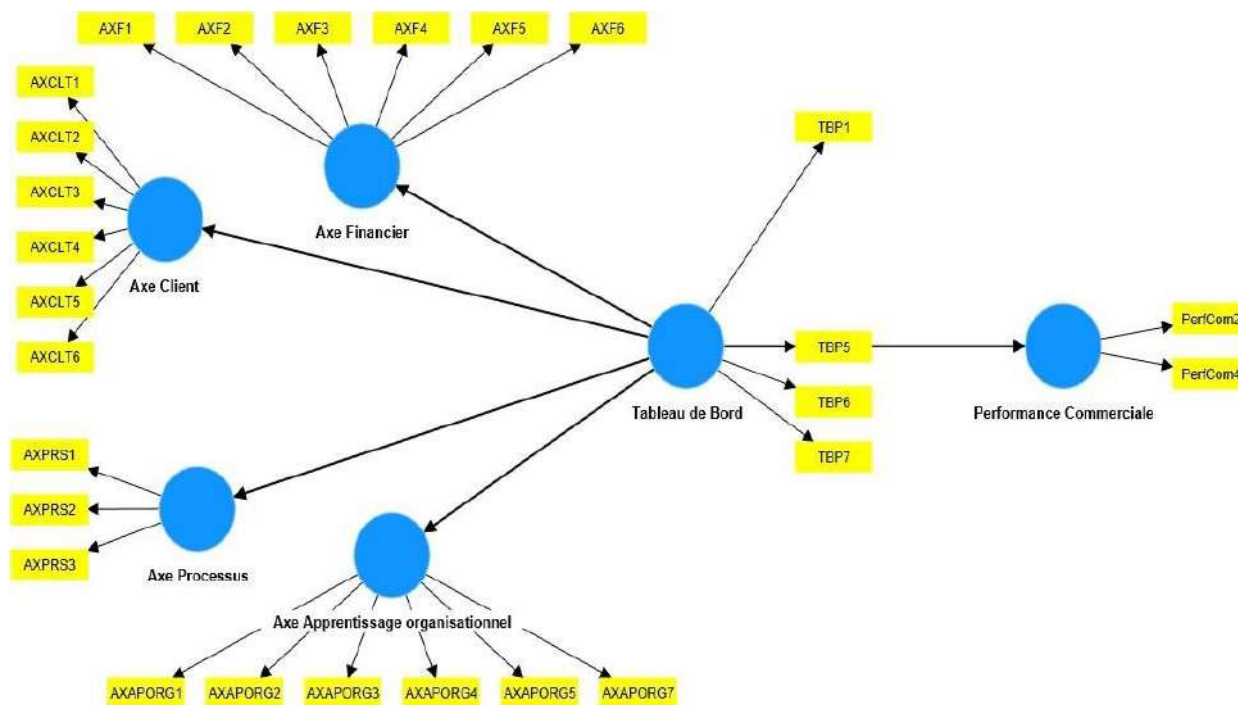 AXF1 AXF2 AXF3 AXF4 AXF5 AXF6
AXCLT1
AXCLT2
AXCLT3
AXCLT4
AXCLT5
AXCLT6
Axe Financier
Axe Client
TBP1
TBP5
TBP6
TBP7
Tableau de Bord
PerfCom2
PerfCom4
Performance Commerciale
AXPRS1
AXPRS2
AXPRS3
Axe Processus
Axe Apprentissage organisationnel
AXAPORG1 AXAPORG2 AXAPORG3 AXAPORG4 AXAPORG5 AXAPORG7